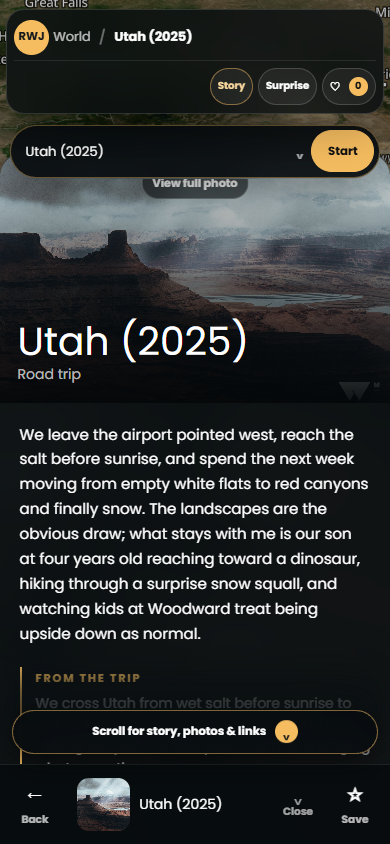 Great Falls
RWJ World / Utah (2025)
Story Surprise ♡ 0
Utah (2025) v Start
View full photo
Utah (2025)
Road trip
We leave the airport pointed west, reach the
salt before sunrise, and spend the next week
moving from empty white flats to red canyons
and finally snow. The landscapes are the
obvious draw; what stays with me is our son
at four years old reaching toward a dinosaur,
hiking through a surprise snow squall, and
watching kids at Woodward treat being
upside down as normal.
FROM THE TRIP
We cross Utah from wet salt before sunrise to
Scroll for story, photos & links v
← Back
Utah (2025)
v Close
☆ Save